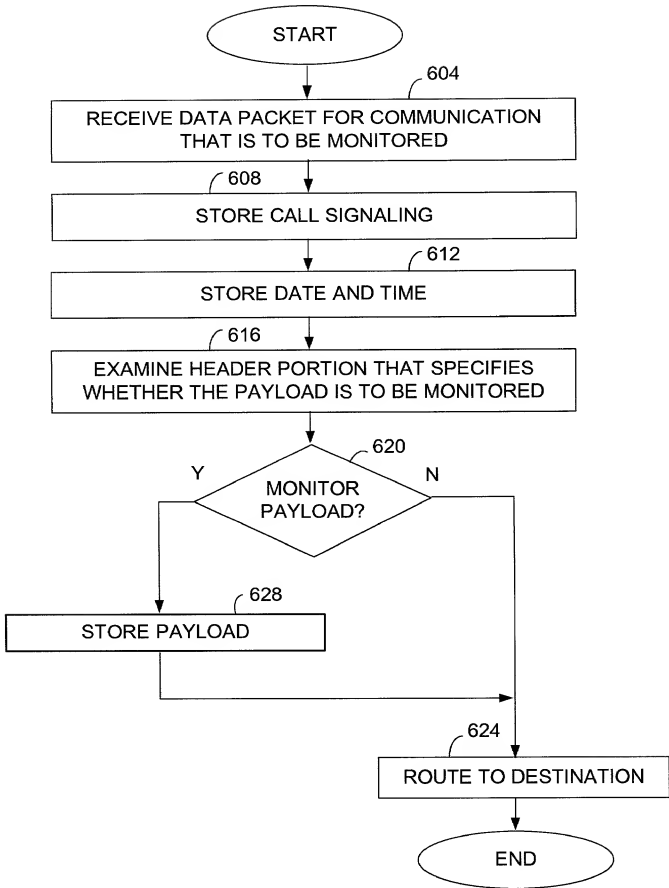 START
604
RECEIVE DATA PACKET FOR COMMUNICATION
THAT IS TO BE MONITORED
608
STORE CALL SIGNALING
612
STORE DATE AND TIME
616
EXAMINE HEADER PORTION THAT SPECIFIES
WHETHER THE PAYLOAD IS TO BE MONITORED
620
Y
N
MONITOR
PAYLOAD?
628
STORE PAYLOAD
624
ROUTE TO DESTINATION
END